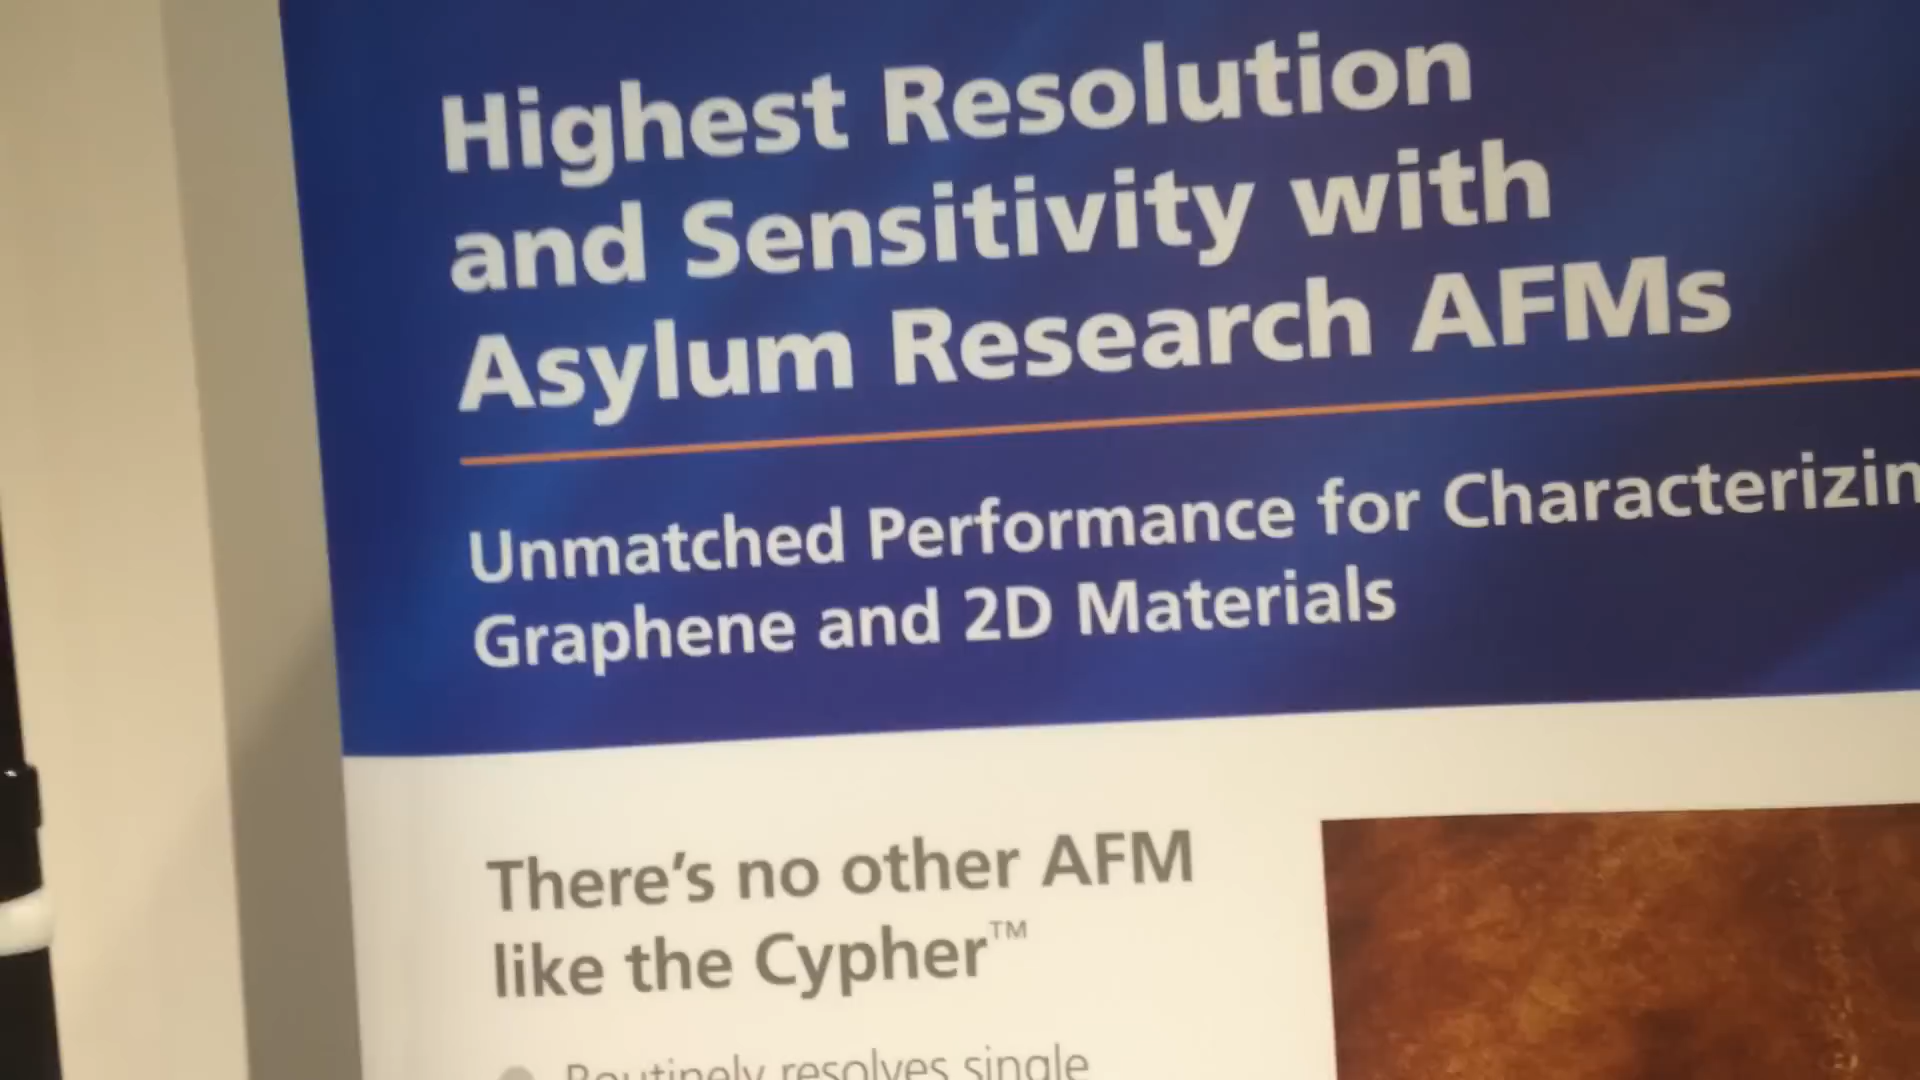 Highest Resolution
and Sensitivity with
Asylum Research AFMs
Unmatched Performance for Characterizin
Graphene and 2D Materials
There's no other AFM
like the Cypher™
Routinely resolves single